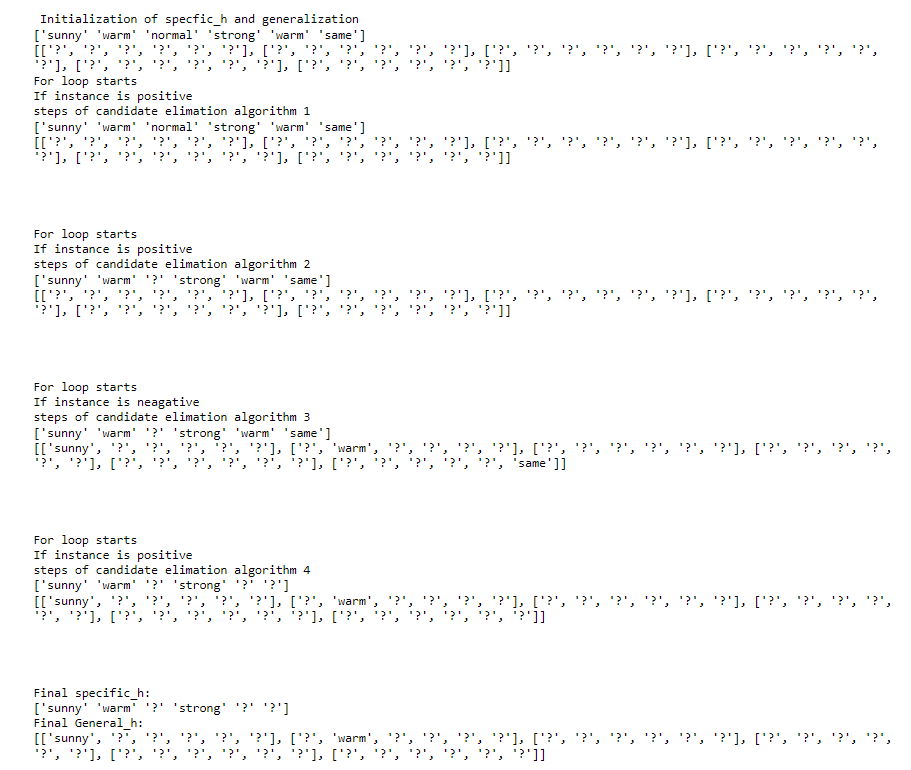 Initialization of specfic_h and generalization
['sunny' 'warm' 'normal' 'strong' 'warm' 'same']
[['?', '?', '?', '?', '?', '?'], ['?', '?', '?', '?', '?', '?'], ['?', '?', '?', '?', '?', '?'], ['?', '?', '?', '?', '?',
'?'], ['?', '?', '?', '?', '?', '?'], ['?', '?', '?', '?', '?', '?']]
For loop starts
If instance is positive
steps of candidate elimation algorithm 1
['sunny' 'warm' 'normal' 'strong' 'warm' 'same']
[['?', '?', '?', '?', '?', '?'], ['?', '?', '?', '?', '?', '?'], ['?', '?', '?', '?', '?', '?'], ['?', '?', '?', '?', '?',
'?'], ['?', '?', '?', '?', '?', '?'], ['?', '?', '?', '?', '?', '?']]
For loop starts
If instance is positive
steps of candidate elimation algorithm 2
['sunny' 'warm' '?' 'strong' 'warm' 'same']
[['?', '?', '?', '?', '?', '?'], ['?', '?', '?', '?', '?', '?'], ['?', '?', '?', '?', '?', '?'], ['?', '?', '?', '?', '?',
'?'], ['?', '?', '?', '?', '?', '?'], ['?', '?', '?', '?', '?', '?']]
For loop starts
If instance is neagative
steps of candidate elimation algorithm 3
['sunny' 'warm' '?' 'strong' 'warm' 'same']
[['sunny', '?', '?', '?', '?', '?'], ['?', 'warm', '?', '?', '?', '?'], ['?', '?', '?', '?', '?', '?'], ['?', '?', '?', '?',
'?', '?'], ['?', '?', '?', '?', '?', '?'], ['?', '?', '?', '?', '?', 'same']]
For loop starts
If instance is positive
steps of candidate elimation algorithm 4
['sunny' 'warm' '?' 'strong' '?' '?']
[['sunny', '?', '?', '?', '?', '?'], ['?', 'warm', '?', '?', '?', '?'], ['?', '?', '?', '?', '?', '?'], ['?', '?', '?', '?',
'?', '?'], ['?', '?', '?', '?', '?', '?'], ['?', '?', '?', '?', '?', '?']]
Final specific_h:
['sunny' 'warm' '?' 'strong' '?' '?']
Final General_h:
[['sunny', '?', '?', '?', '?', '?'], ['?', 'warm', '?', '?', '?', '?'], ['?', '?', '?', '?', '?', '?'], ['?', '?', '?', '?',
'?', '?'], ['?', '?', '?', '?', '?', '?'], ['?', '?', '?', '?', '?', '?']]